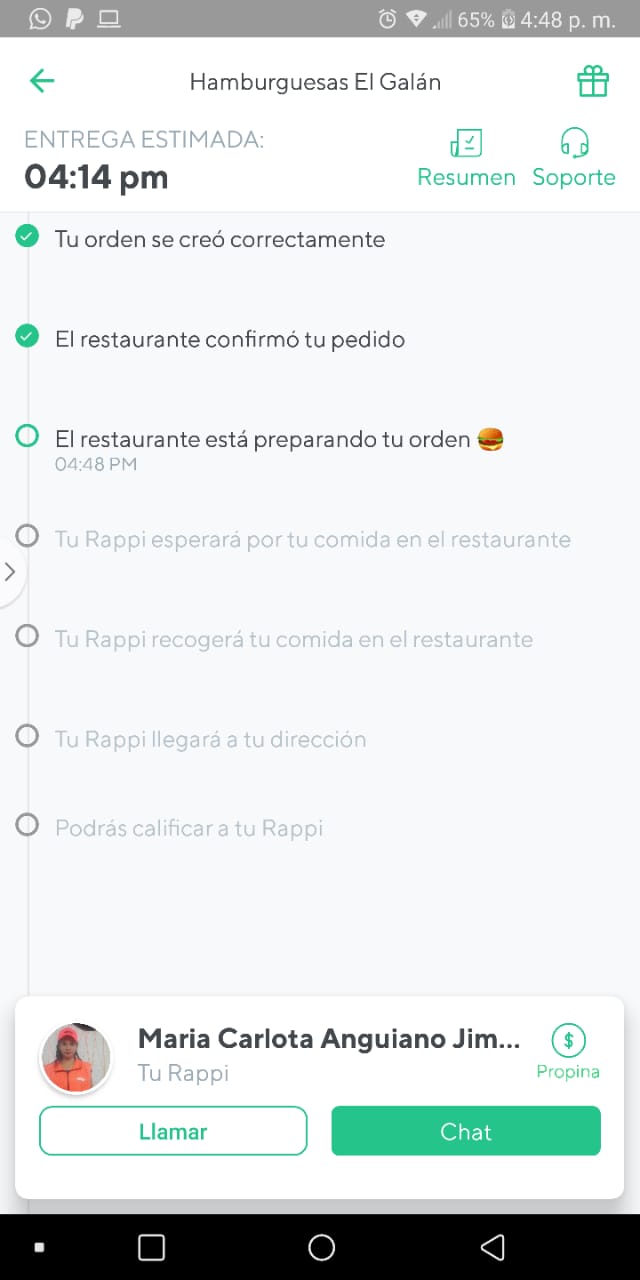 65% 4:48 p. m.
Hamburguesas El Galán
ENTREGA ESTIMADA:
04:14 pm
Resumen Soporte
Tu orden se creó correctamente
El restaurante confirmó tu pedido
El restaurante está preparando tu orden 🍔
04:48 PM
Tu Rappi esperará por tu comida en el restaurante
Tu Rappi recogerá tu comida en el restaurante
Tu Rappi llegará a tu dirección
Podrás calificar a tu Rappi
Maria Carlota Anguiano Jim...
Tu Rappi
$
Propina
Llamar Chat